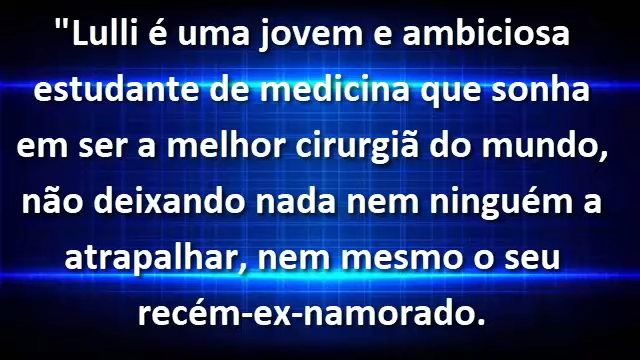 "Lulli é uma jovem e ambiciosa
estudante de medicina que sonha
em ser a melhor cirurgiã do mundo,
não deixando nada nem ninguém a
atrapalhar, nem mesmo o seu
recém-ex-namorado.